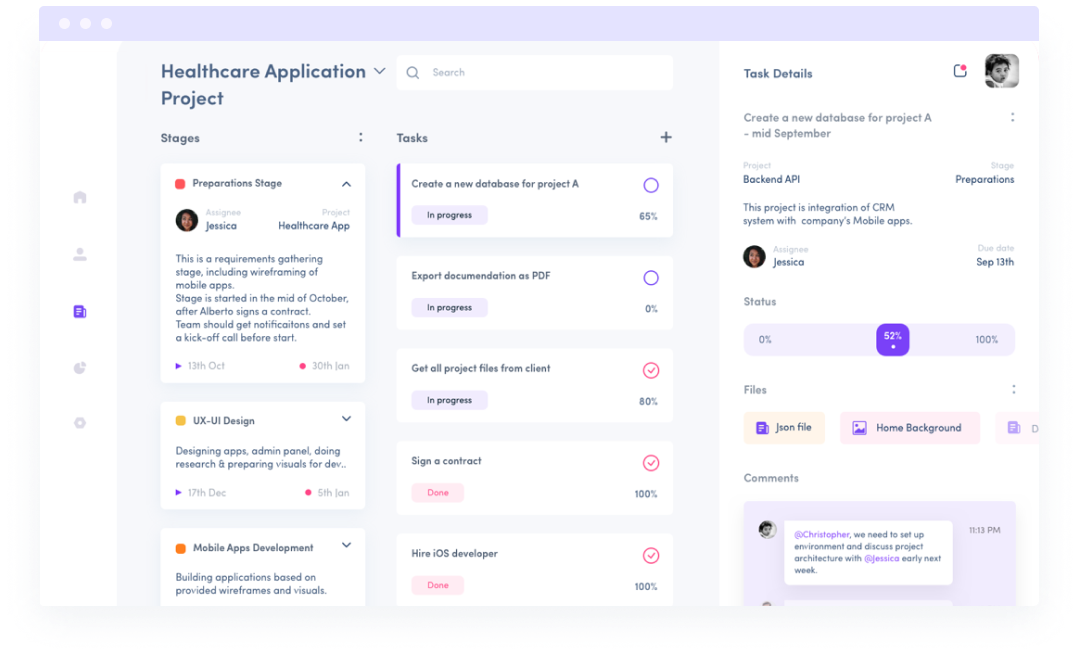 Healthcare Application
Project
Search
Stages
Preparations Stage
Assignee
Jessica
Project
Healthcare App
This is a requirements gathering
stage, including wireframing of
mobile apps.
Stage is started in the mid of October,
after Alberto signs a contract.
Team should get notificaitons and set
a kick-off call before start.
13th Oct
30th Jan
UX-UI Design
Designing apps, admin panel, doing
research & preparing visuals for dev..
17th Dec
5th Jan
Mobile Apps Development
Building applications based on
provided wireframes and visuals.
Tasks
Create a new database for project A
In progress
65%
Export documendation as PDF
In progress
0%
Get all project files from client
In progress
80%
Sign a contract
Done
100%
Hire iOS developer
Done
100%
Task Details
Create a new database for project A
- mid September
Project
Backend API
Stage
Preparations
This project is integration of CRM
system with company's Mobile apps.
Assignee
Jessica
Due date
Sep 13th
Status
0%
52%
100%
Files
Json file
Home Background
D
Comments
11:13 PM
@Christopher, we need to set up
environment and discuss project
architecture with @Jessica early next
week.